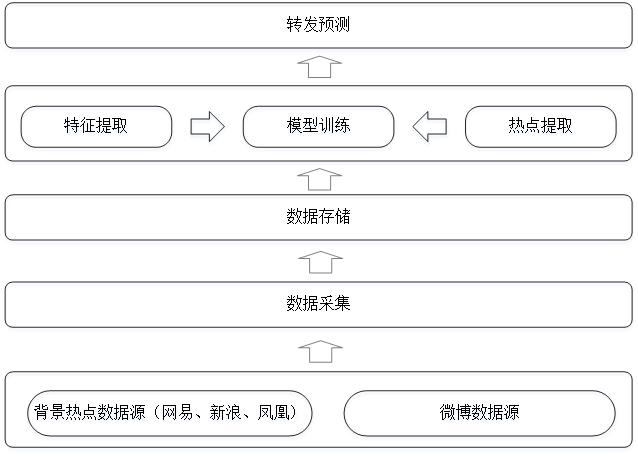 转发预测
特征提取
模型训练
热点提取
数据存储
数据采集
背景热点数据源（网易、新浪、凤凰）
微博数据源